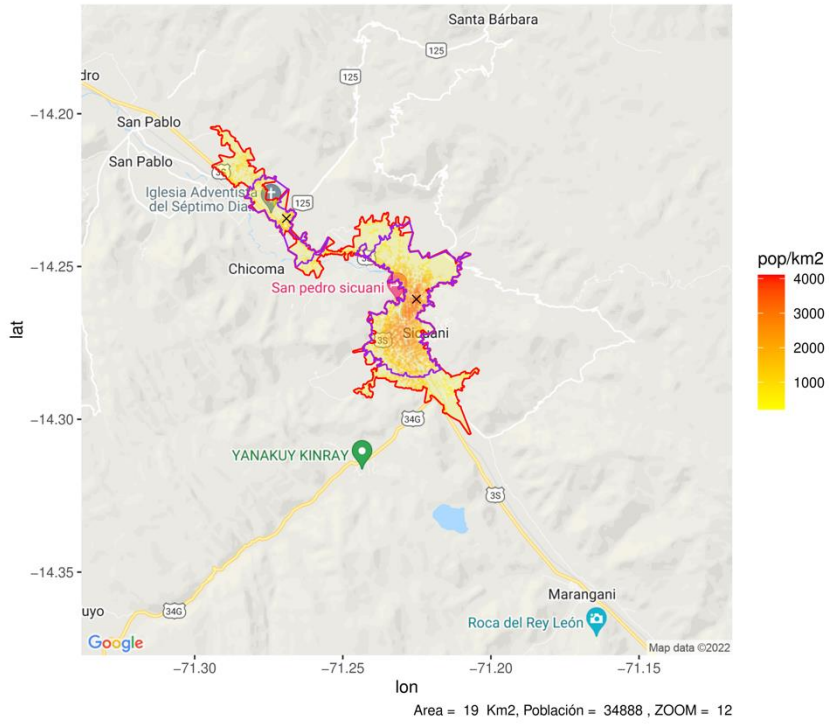 Santa Bárbara
125
125
dro
San Pablo
San Pablo
3S
Iglesia Adventista
del Séptimo Día
125
Chicoma
3S
San pedro sicuani
Sicuani
3S
34G
YANAKUY KINRAY
3S
Marangani
Roca del Rey León
34G
uyo
Google
Map data ©2022
−14.20
−14.25
−14.30
−14.35
lat
−71.30
−71.25
−71.20
−71.15
lon
pop/km2
4000
3000
2000
1000
Area = 19 Km2, Población = 34888 , ZOOM = 12